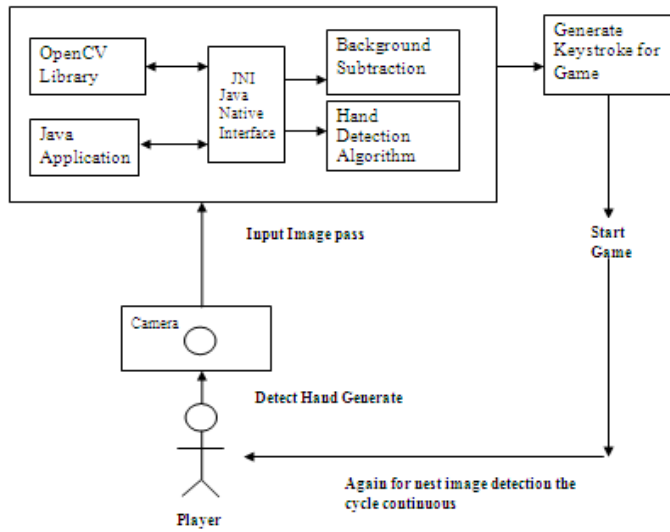 OpenCV
Library
Java
Application
JNI
Java
Native
Interface
Background
Subtraction
Hand
Detection
Algorithm
Generate
Keystroke for
Game
Input Image pass
Start
Game
Camera
Detect Hand Generate
Again for nest image detection the
cycle continuous
Player